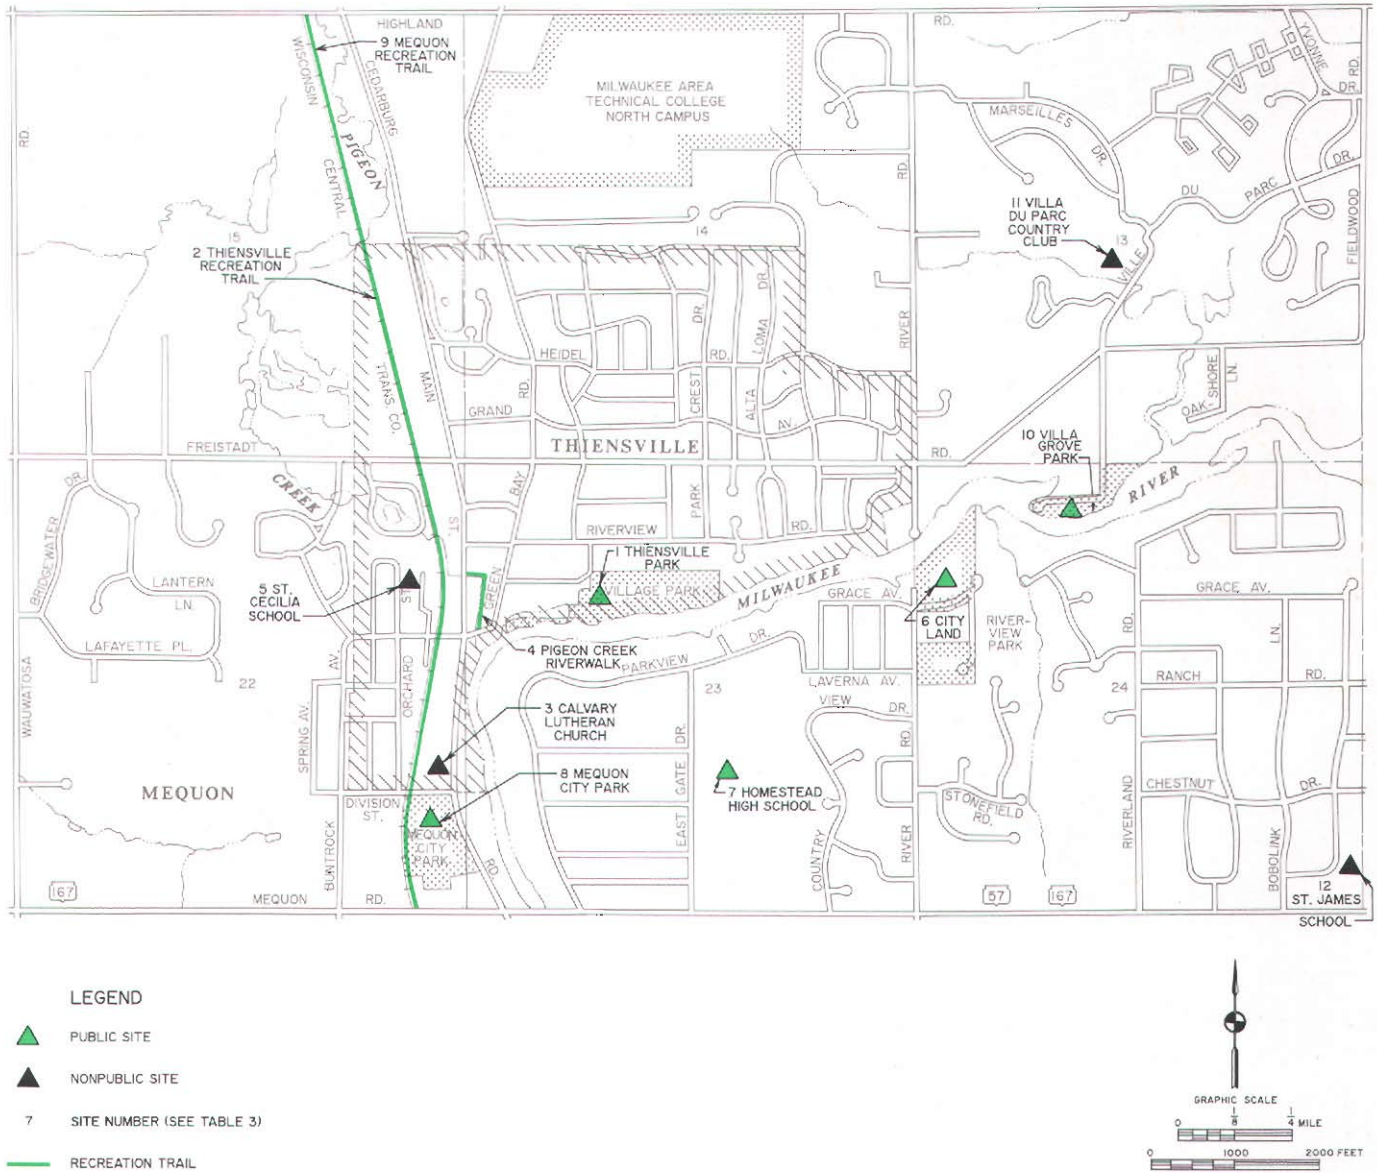 HIGHLAND
RD.
9 MEQUON
RECREATION
TRAIL
WISCONSIN
CEDARBURG
YVONNE
DR.
RD.
MILWAUKEE AREA
TECHNICAL COLLEGE
NORTH CAMPUS
MARSEILLES
DR.
RD.
PIGEON
CENTRAL
RD.
DR.
DU
PARC
11 VILLA
DU PARC
COUNTRY
CLUB
FIELDWOOD
15
14
13
2 THIENSVILLE
RECREATION
TRAIL
VILLE
DR.
DR.
LOMA
RIVER
HEIDEL
RD.
TRANS. CO.
MAIN
RD.
CREST
ALTA
OAK-SHORE
LN.
GRAND
AV.
FREISTADT
THIENSVILLE
RD.
10 VILLA
GROVE
PARK
RIVER
CREEK
DR.
BAY
PARK
ST.
RIVERVIEW
RD.
BRIDGEWATER
1 THIENSVILLE
PARK
VILLAGE PARK
MILWAUKEE
GREEN
LANTERN
LN.
5 ST.
CECILIA
SCHOOL
ST.
GRACE AV.
GRACE AV.
6 CITY
LAND
RIVER-
VIEW
PARK
RD.
LN.
LAFAYETTE PL.
4 PIGEON CREEK
RIVERWALK
PARKVIEW
DR.
AV.
ORCHARD
WAUWATOSA
22
23
24
LAVERNA AV.
VIEW
DR.
RANCH
RD.
SPRING AV.
3 CALVARY
LUTHERAN
CHURCH
DR.
RD.
MEQUON
8 MEQUON
CITY PARK
GATE
7 HOMESTEAD
HIGH SCHOOL
CHESTNUT
DR.
DIVISION
ST.
STONEFIELD
RD.
MEQUON
CITY
PARK
BUNTROCK
RD.
EAST
COUNTRY
RIVER
RIVERLAND
BOBOLINK
167
MEQUON
RD.
57
167
12
ST. JAMES
SCHOOL
LEGEND
PUBLIC SITE
NONPUBLIC SITE
7 SITE NUMBER (SEE TABLE 3)
RECREATION TRAIL
GRAPHIC SCALE
0 1/8 1/4 MILE
0 1000 2000 FEET